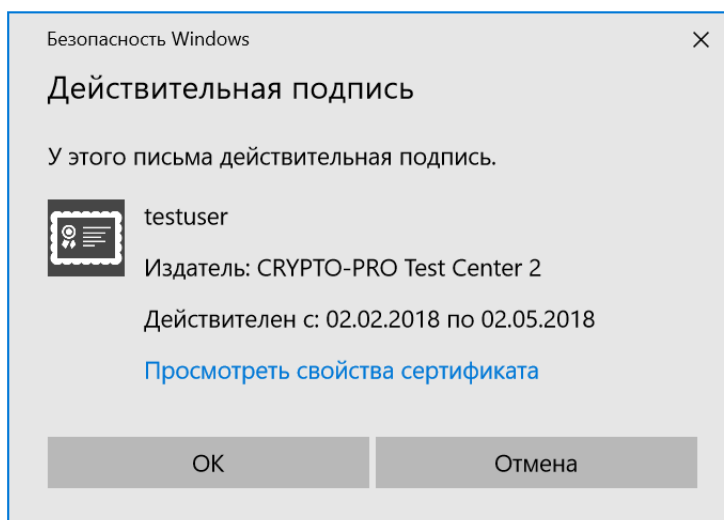 Безопасность Windows
Действительная подпись
У этого письма действительная подпись.
testuser
Издатель: CRYPTO-PRO Test Center 2
Действителен с: 02.02.2018 по 02.05.2018
Просмотреть свойства сертификата
ОК
Отмена